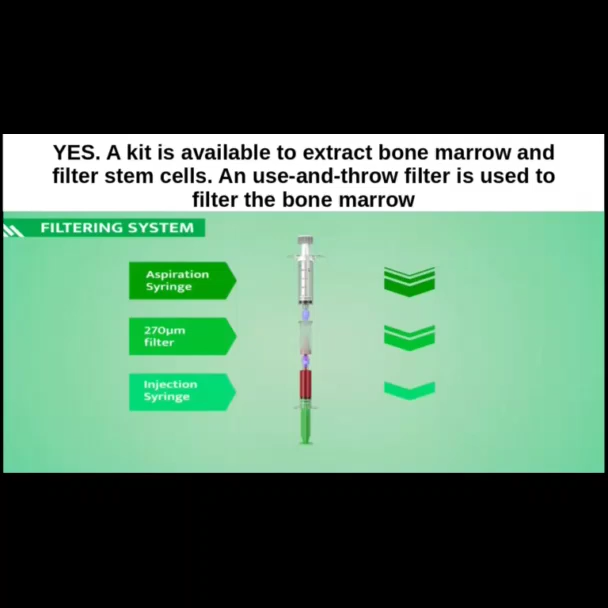 YES. A kit is available to extract bone marrow and
filter stem cells. An use-and-throw filter is used to
filter the bone marrow
FILTERING SYSTEM
Aspiration
Syringe
270µm
filter
Injection
Syringe